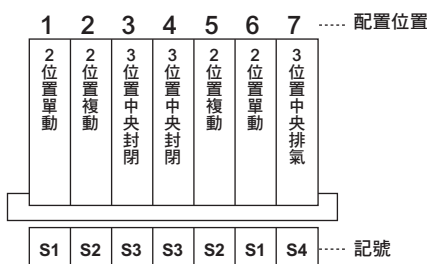 1 2 3 4 5 6 7 ····· 配置位置
2位置單動
2位置複動
3位置中央封閉
3位置中央封閉
2位置複動
2位置單動
3位置中央排氣
S1 S2 S3 S3 S2 S1 S4 ····· 記號